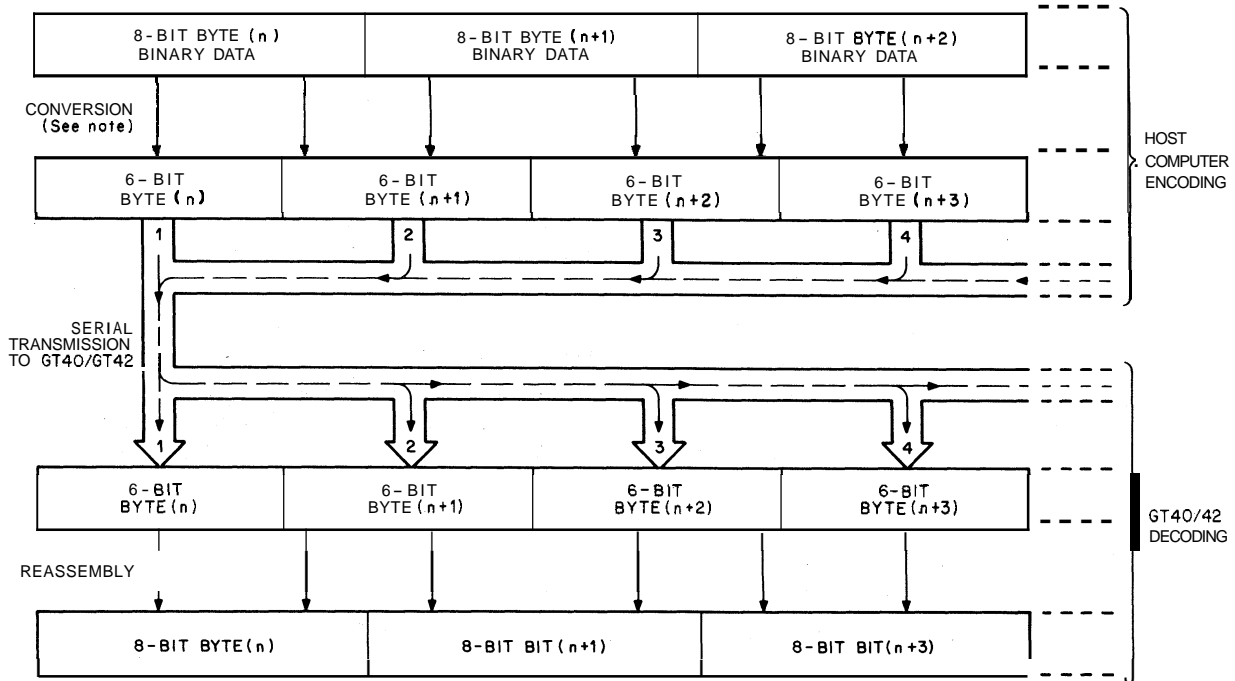 8-BIT BYTE (n)
BINARY DATA
8-BIT BYTE (n+1)
BINARY DATA
8-BIT BYTE (n+2)
BINARY DATA
CONVERSION
(See note)
6-BIT
BYTE (n)
6-BIT
BYTE (n+1)
6-BIT
BYTE (n+2)
6-BIT
BYTE (n+3)
HOST
COMPUTER
ENCODING
1
2
3
4
SERIAL
TRANSMISSION
TO GT40/GT42
1
2
3
4
6-BIT
BYTE(n)
6-BIT
BYTE (n+1)
6-BIT
BYTE(n+2)
6-BIT
BYTE(n+3)
GT40/42
DECODING
REASSEMBLY
8-BIT BYTE(n)
8-BIT BIT(n+1)
8-BIT BIT(n+3)